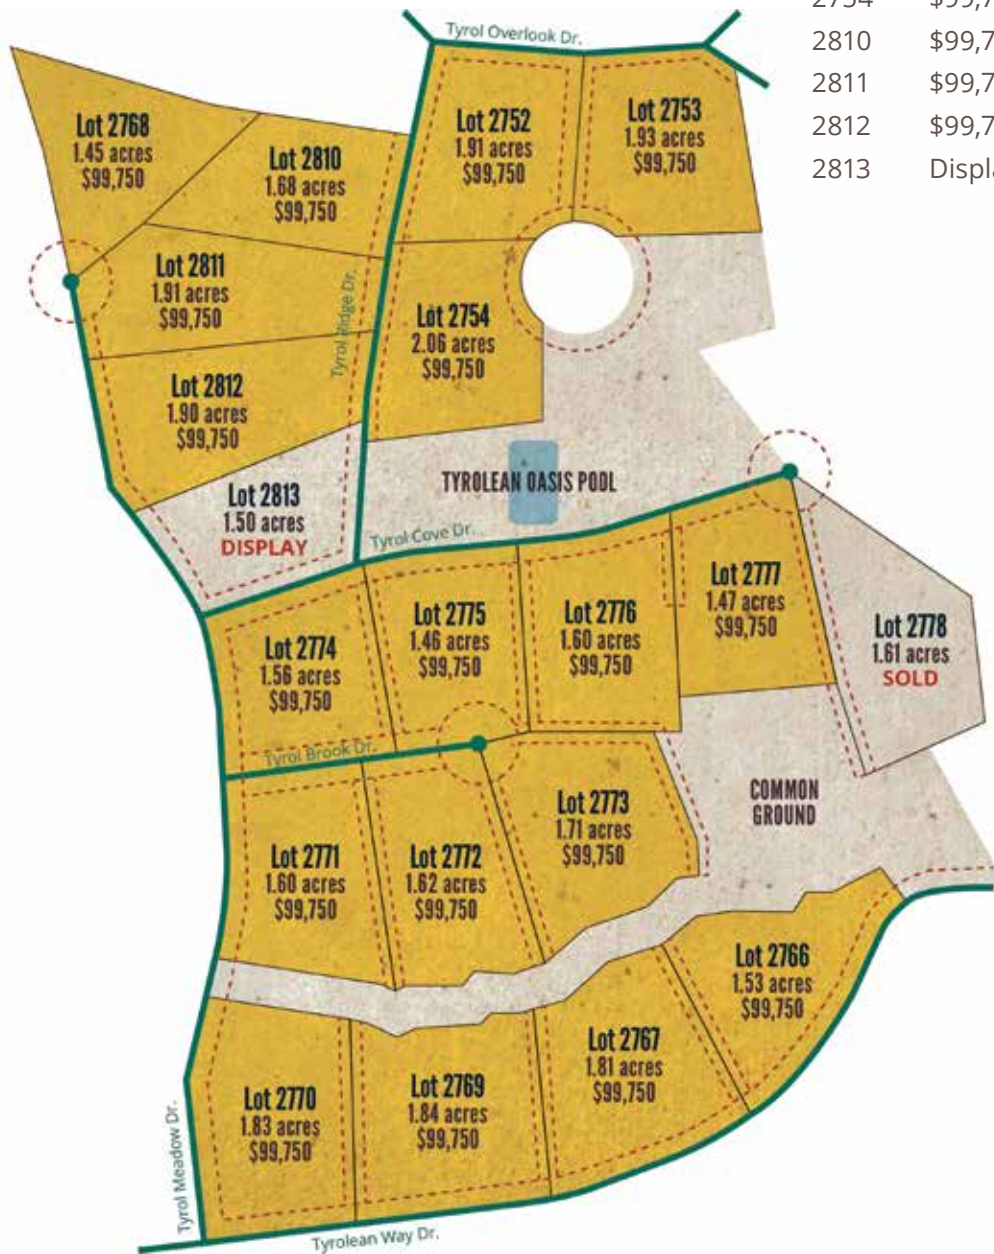 2810 $99,7
2811 $99,7
2812 $99,7
2813
Tyrol Overlook Dr.
Lot 2768
1.45 acres
$99,750
Lot 2810
1.68 acres
$99,750
Lot 2752
1.91 acres
$99,750
Lot 2753
1.93 acres
$99,750
Lot 2811
1.91 acres
$99,750
Tyrol Ridge Dr.
Lot 2754
2.06 acres
$99,750
Lot 2812
1.90 acres
$99,750
Lot 2813
1.50 acres
DISPLAY
TYROLEAN OASIS POOL
Tyrol Cove Dr.
Lot 2774
1.56 acres
$99,750
Lot 2775
1.46 acres
$99,750
Lot 2776
1.60 acres
$99,750
Lot 2777
1.47 acres
$99,750
Lot 2778
1.61 acres
SOLD
Tyrol Brook Dr.
Lot 2771
1.60 acres
$99,750
Lot 2772
1.62 acres
$99,750
Lot 2773
1.71 acres
$99,750
COMMON
GROUND
Lot 2766
1.53 acres
$99,750
Lot 2770
1.83 acres
$99,750
Lot 2769
1.84 acres
$99,750
Lot 2767
1.81 acres
$99,750
Tyrol Meadow Dr.
Tyrolean Way Dr.